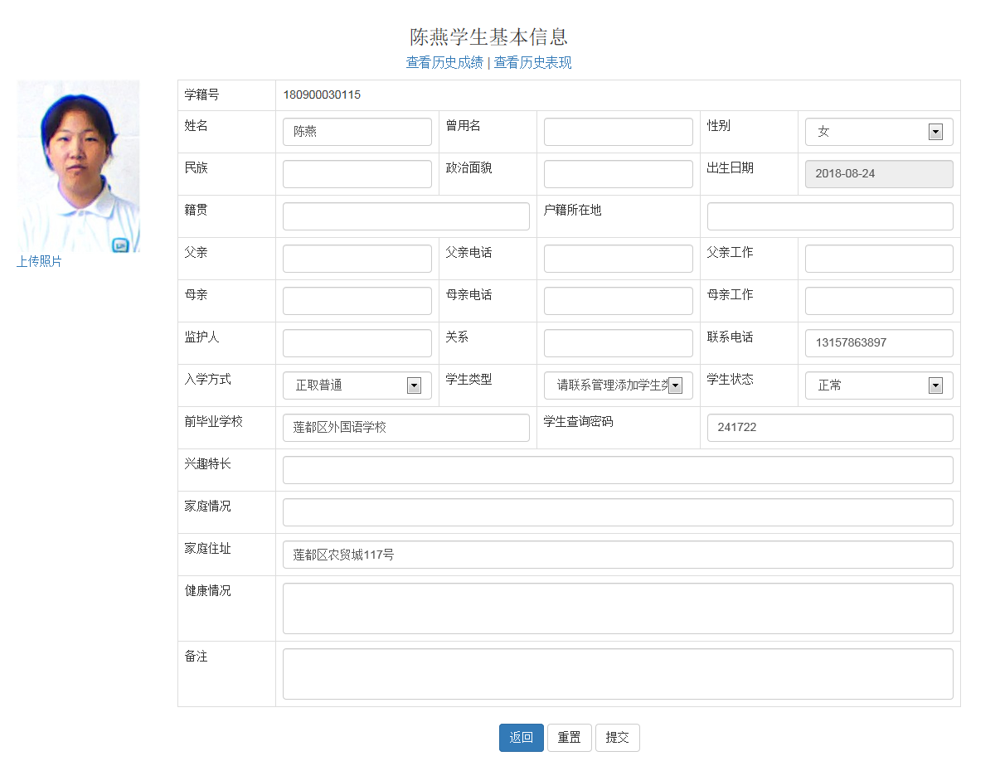 陈燕学生基本信息
查看历史成绩 | 查看历史表现
上传照片
学籍号 180900030115
姓名 陈燕 曾用名 性别 女
民族 政治面貌 出生日期 2018-08-24
籍贯 户籍所在地
父亲 父亲电话 父亲工作
母亲 母亲电话 母亲工作
监护人 关系 联系电话 13157863897
入学方式 正取普通 学生类型 请联系管理添加学生类 学生状态 正常
前毕业学校 莲都区外国语学校 学生查询密码 241722
兴趣特长
家庭情况
家庭住址 莲都区农贸城117号
健康情况
备注
返回 重置 提交